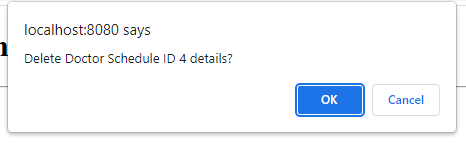 localhost:8080 says
Delete Doctor Schedule ID 4 details?
OK
Cancel